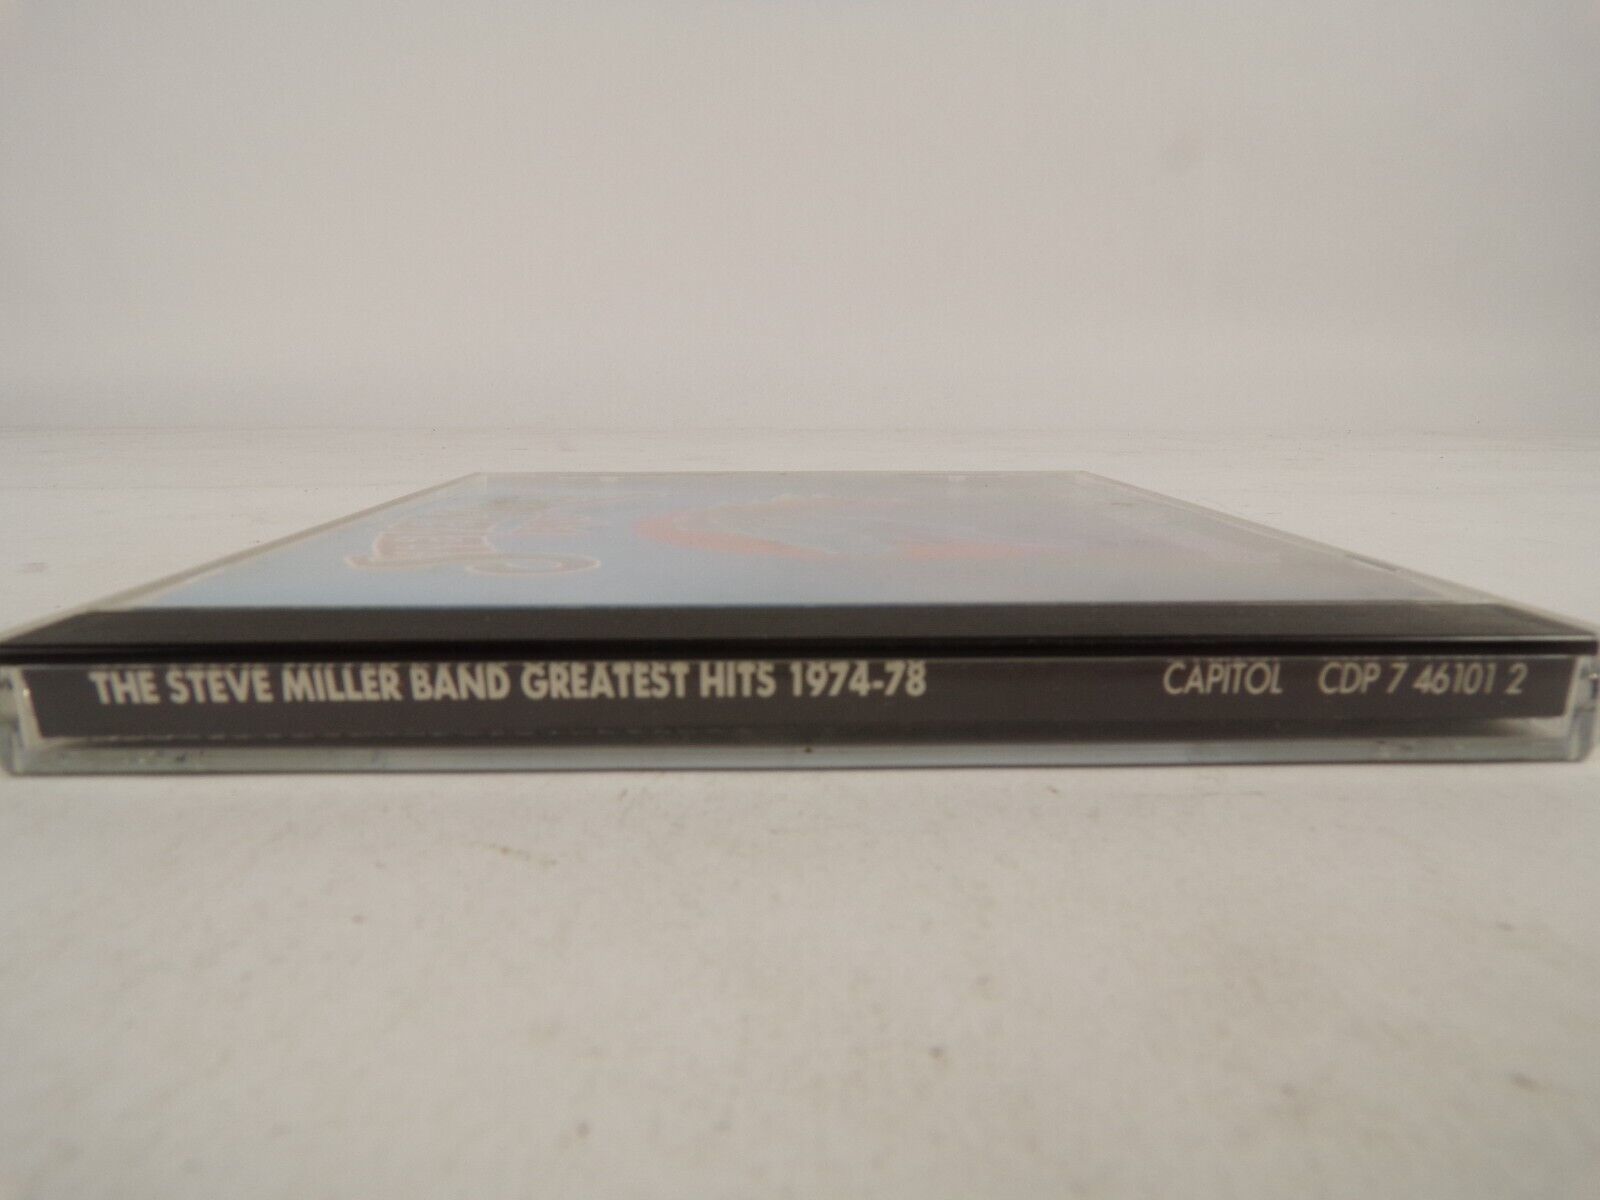 THE STEVE MILLER BAND GREATEST HITS 1974-78 CAPITOL CDP 7 46101 2